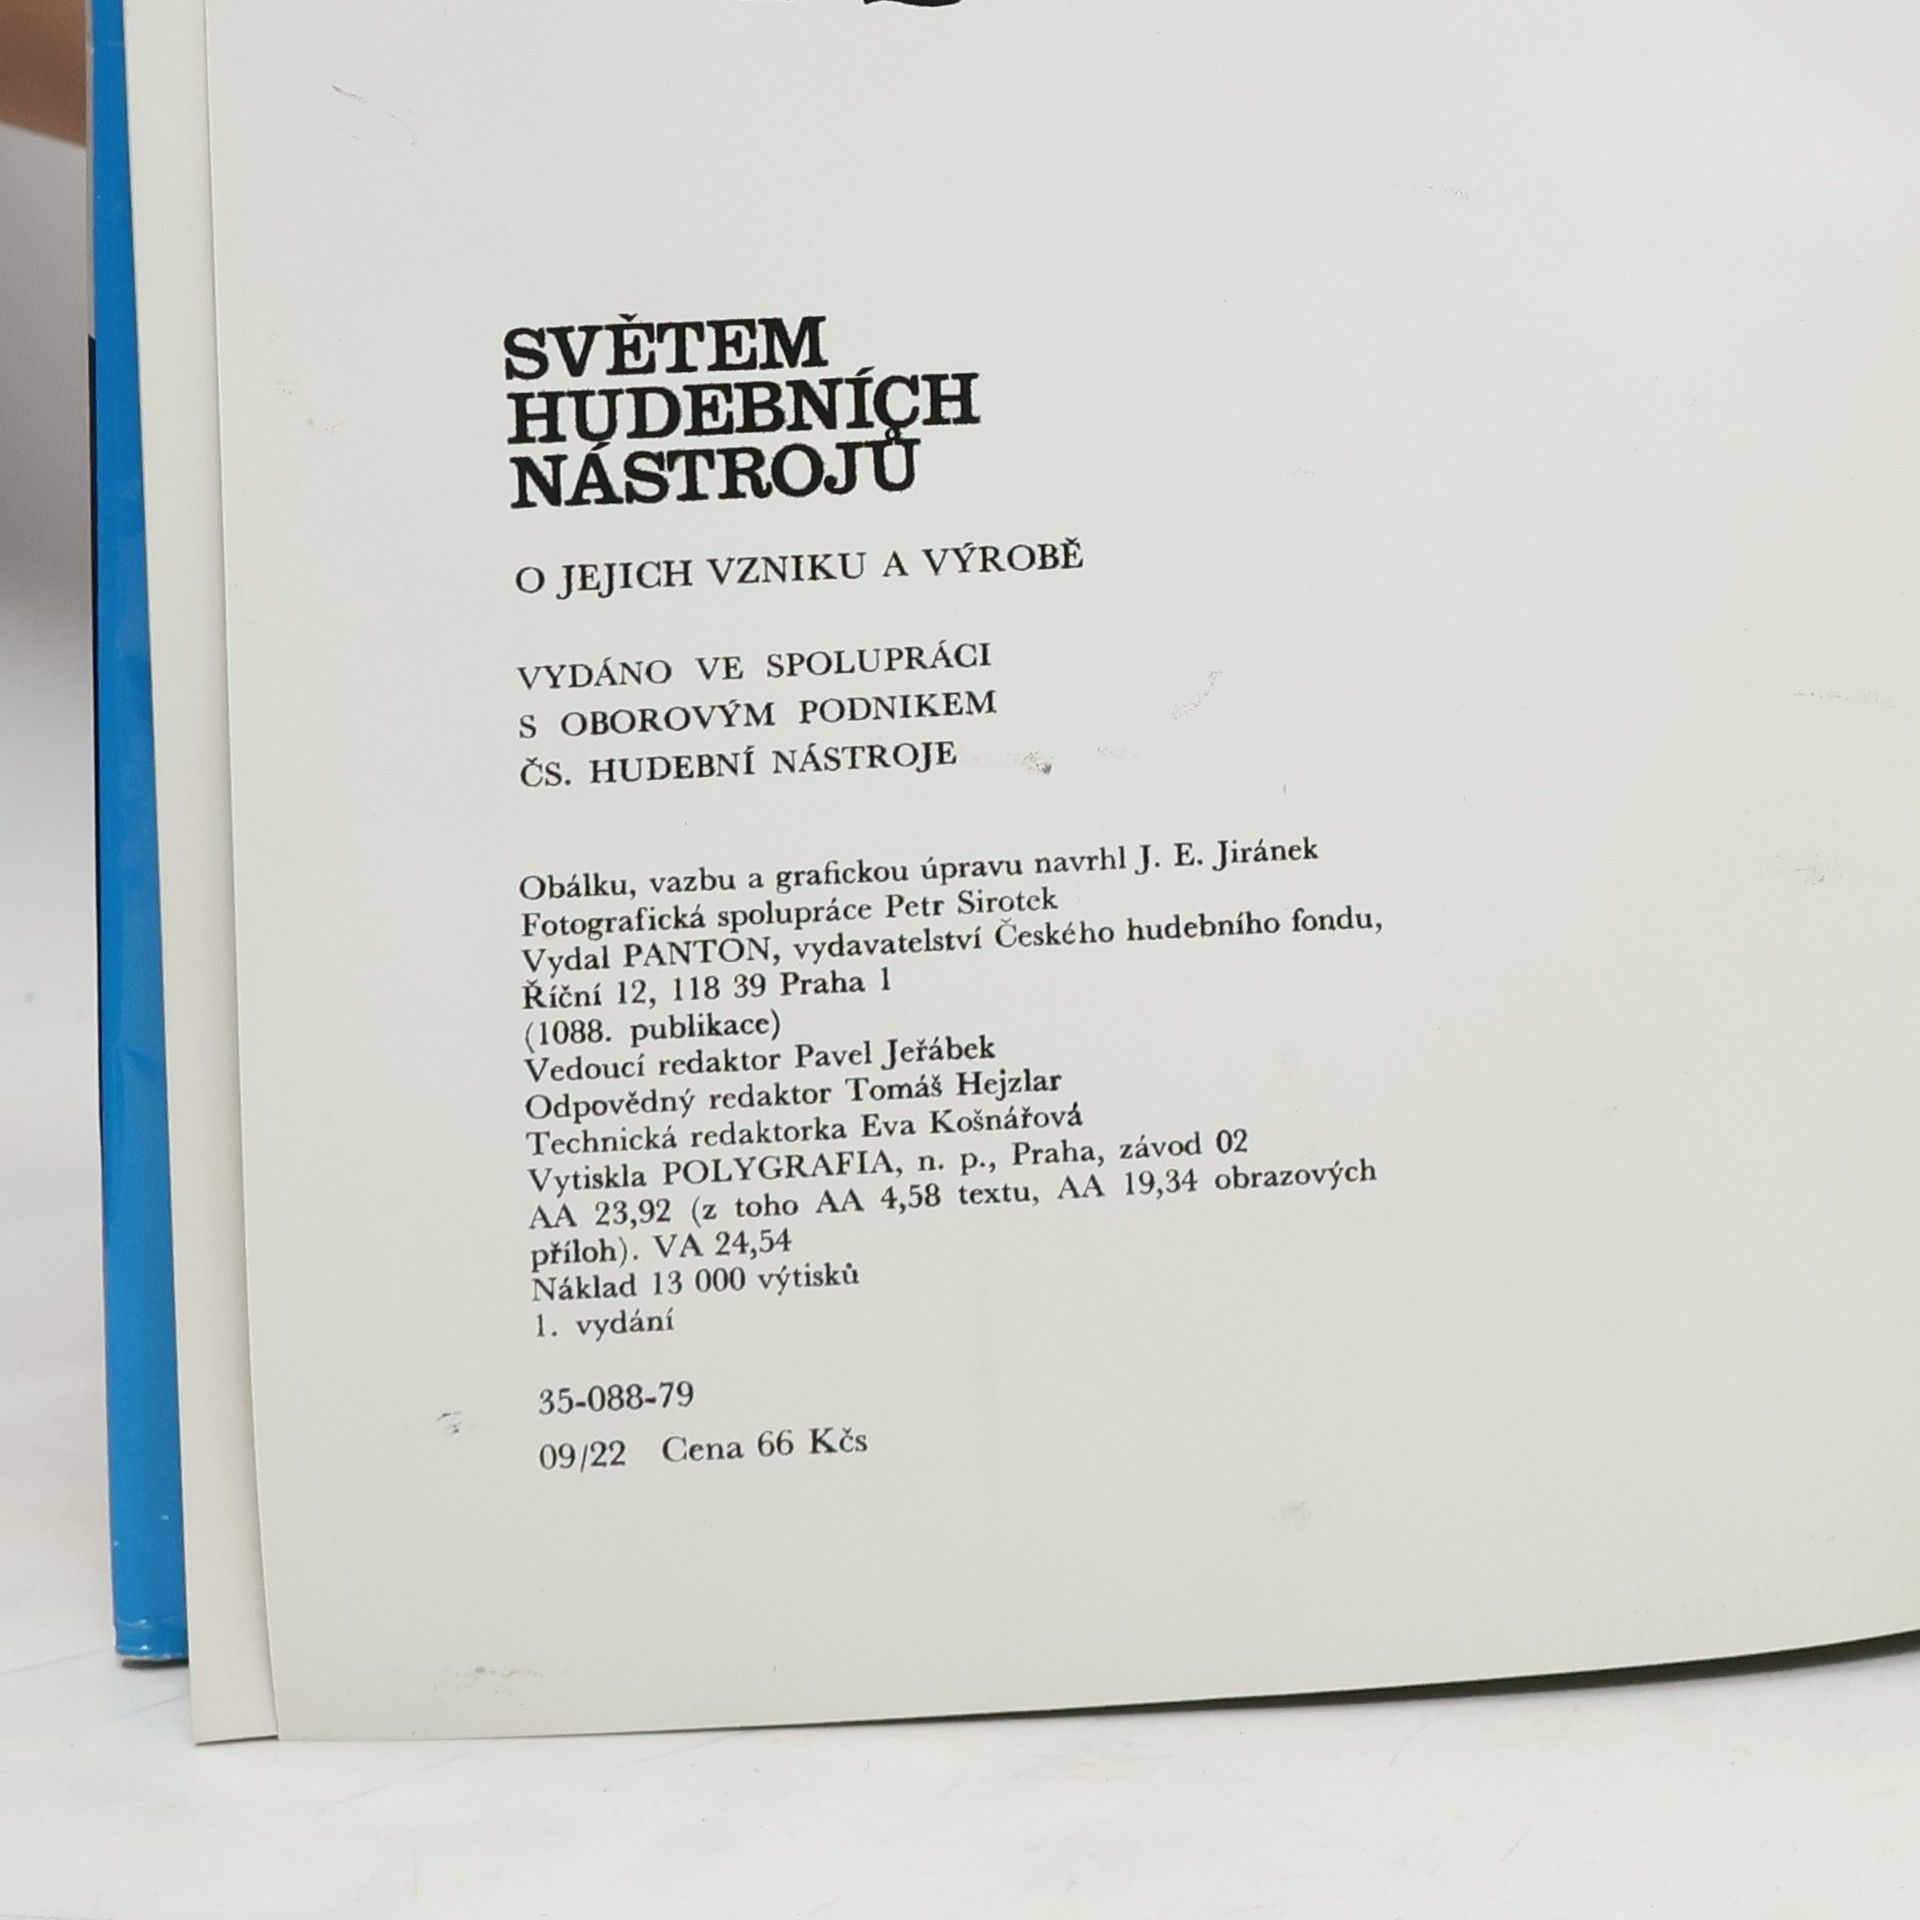 SVĚTEM
HUDEBNÍCH
NÁSTROJŮ
O JEJICH VZNIKU A VÝROBĚ
VYDÁNO VE SPOLUPRÁCI
S OBOROVÝM PODNIKEM
ČS. HUDEBNÍ NÁSTROJE
Obálku, vazbu a grafickou úpravu navrhl J. E. Jiránek
Fotografická spolupráce Petr Sirotek
Vydal PANTON, vydavatelství Českého hudebního fondu,
Říční 12, 118 39 Praha 1
(1088. publikace)
Vedoucí redaktor Pavel Jeřábek
Odpovědný redaktor Tomáš Hejzlar
Technická redaktorka Eva Košnářová
Vytiskla POLYGRAFIA, n. p., Praha, závod 02
AA 23,92 (z toho AA 4,58 textu, AA 19,34 obrazových
příloh). VA 24,54
Náklad 13 000 výtisků
1. vydání
35-088-79
09/22 Cena 66 Kčs